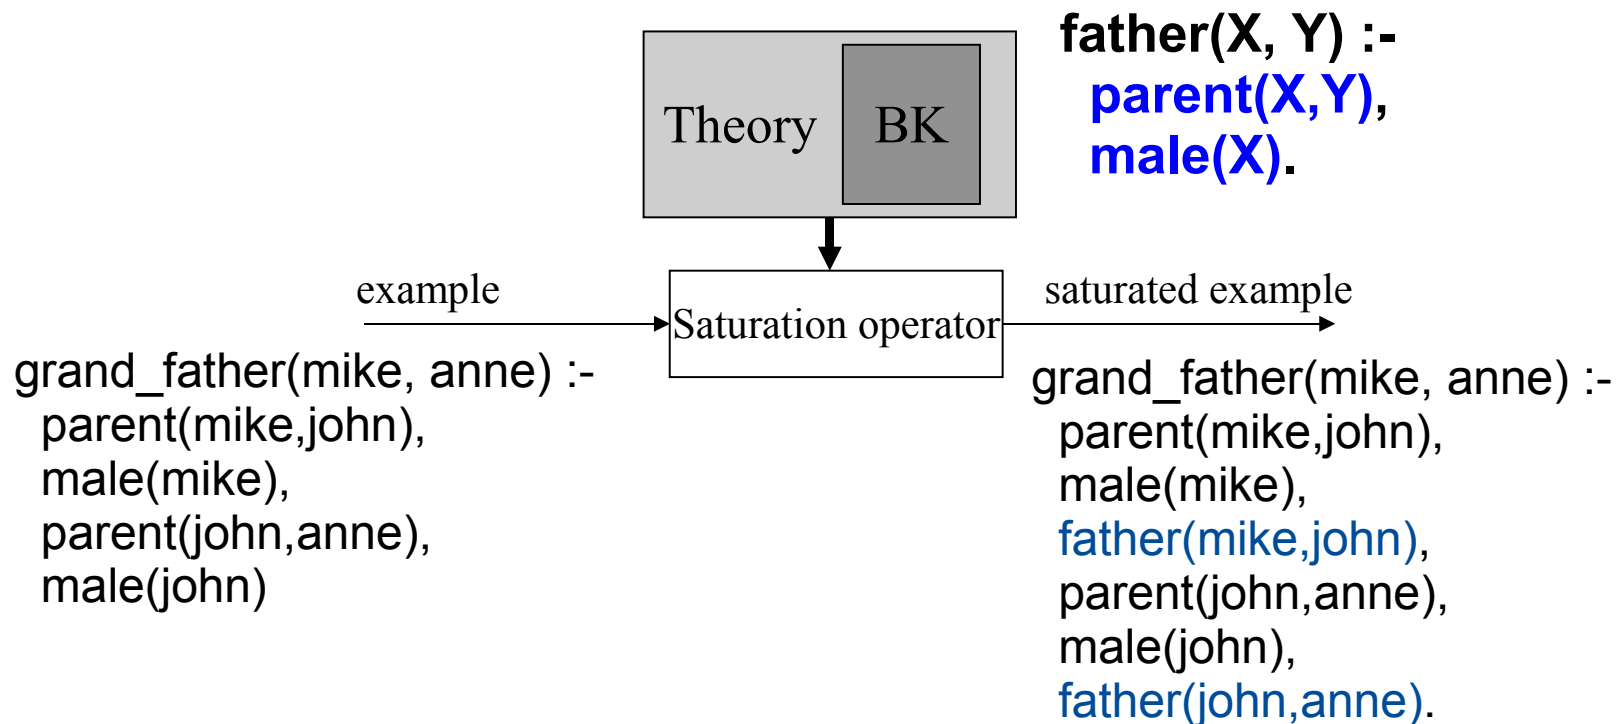 father(X, Y) :-
parent(X,Y),
male(X).
Theory
BK
example
Saturation operator
saturated example
grand_father(mike, anne) :-
parent(mike,john),
male(mike),
parent(john,anne),
male(john)
grand_father(mike, anne) :-
parent(mike,john),
male(mike),
father(mike,john),
parent(john,anne),
male(john),
father(john,anne).